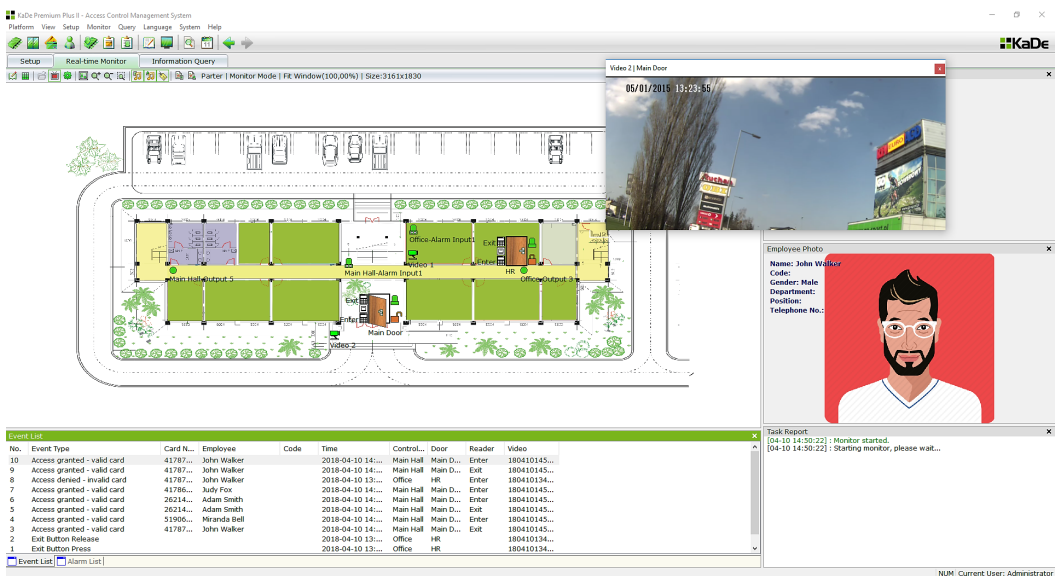 KaDe Premium Plus II - Access Control Management System
Platform View Setup Monitor Query Language System Help
KaDe
Setup Real-time Monitor Information Query
Parter | Monitor Mode | Fit Window(100,00%) | Size:3161x1830
Video 2 | Main Door
05/01/2015 13:23:55
Auchan
Office-Alarm Input1
Exit
Video 1
Enter
HR
Main Hall-Alarm Input1
Main Hall-Output 5
Office-Output 3
Exit
Enter
Main Door
Video 2
Employee Photo
Name: John Walker
Code:
Gender: Male
Department:
Position:
Telephone No.:
Event List
No. Event Type Card N... Employee Code Time Control... Door Reader Video
10 Access granted - valid card 41787... John Walker 2018-04-10 14:... Main Hall Main D... Enter 180410145...
9 Access granted - valid card 41787... John Walker 2018-04-10 14:... Main Hall Main D... Exit 180410145...
8 Access denied - invalid card 41787... John Walker 2018-04-10 13:... Office HR Enter 180410134...
7 Access granted - valid card 41786... Judy Fox 2018-04-10 14:... Main Hall Main D... Enter 180410145...
6 Access granted - valid card 26214... Adam Smith 2018-04-10 14:... Main Hall Main D... Enter 180410145...
5 Access granted - valid card 26214... Adam Smith 2018-04-10 14:... Main Hall Main D... Exit 180410145...
4 Access granted - valid card 51906... Miranda Bell 2018-04-10 14:... Main Hall Main D... Enter 180410145...
3 Access granted - valid card 41787... John Walker 2018-04-10 14:... Main Hall Main D... Exit 180410145...
2 Exit Button Release 2018-04-10 13:... Office HR 180410134...
1 Exit Button Press 2018-04-10 13:... Office HR 180410134...
Event List Alarm List
Task Report
[04-10 14:50:22] : Monitor started.
[04-10 14:50:22] : Starting monitor, please wait...
NUM Current User: Administrator